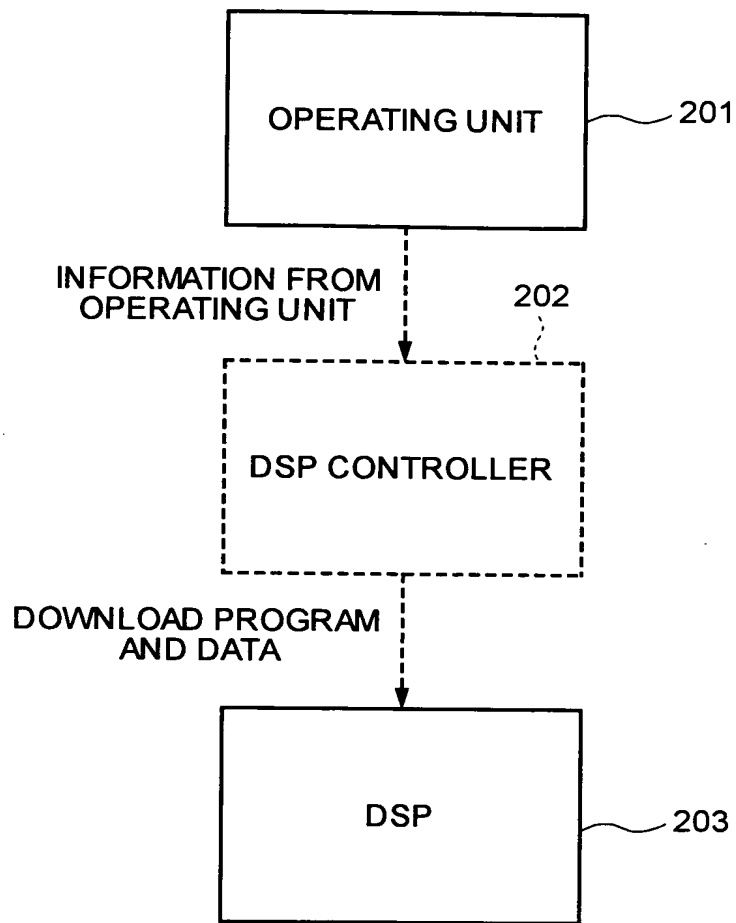 OPERATING UNIT
201
INFORMATION FROM
OPERATING UNIT
202
DSP CONTROLLER
DOWNLOAD PROGRAM
AND DATA
DSP
203